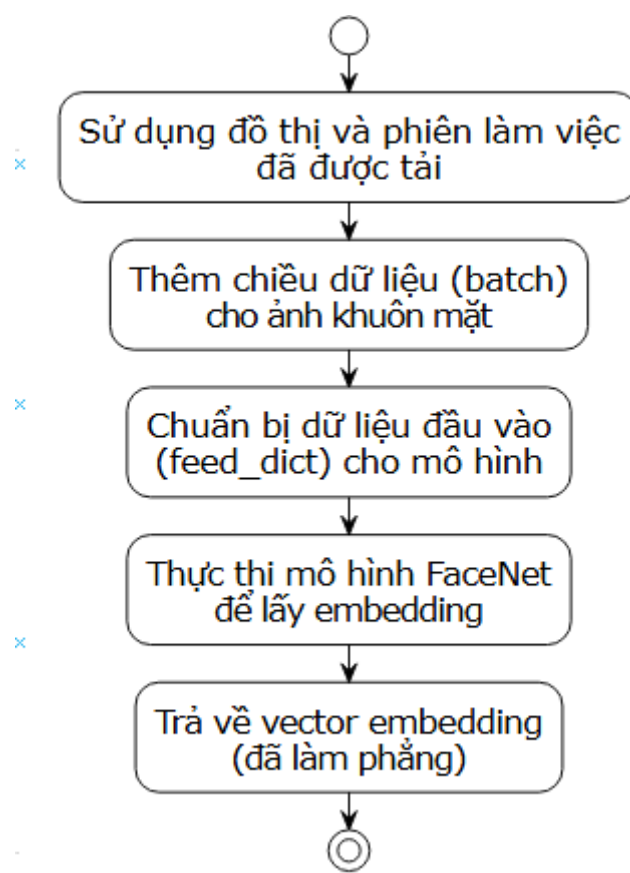 Sử dụng đồ thị và phiên làm việc
đã được tải
Thêm chiều dữ liệu (batch)
cho ảnh khuôn mặt
Chuẩn bị dữ liệu đầu vào
(feed_dict) cho mô hình
Thực thi mô hình FaceNet
để lấy embedding
Trả về vector embedding
(đã làm phẳng)